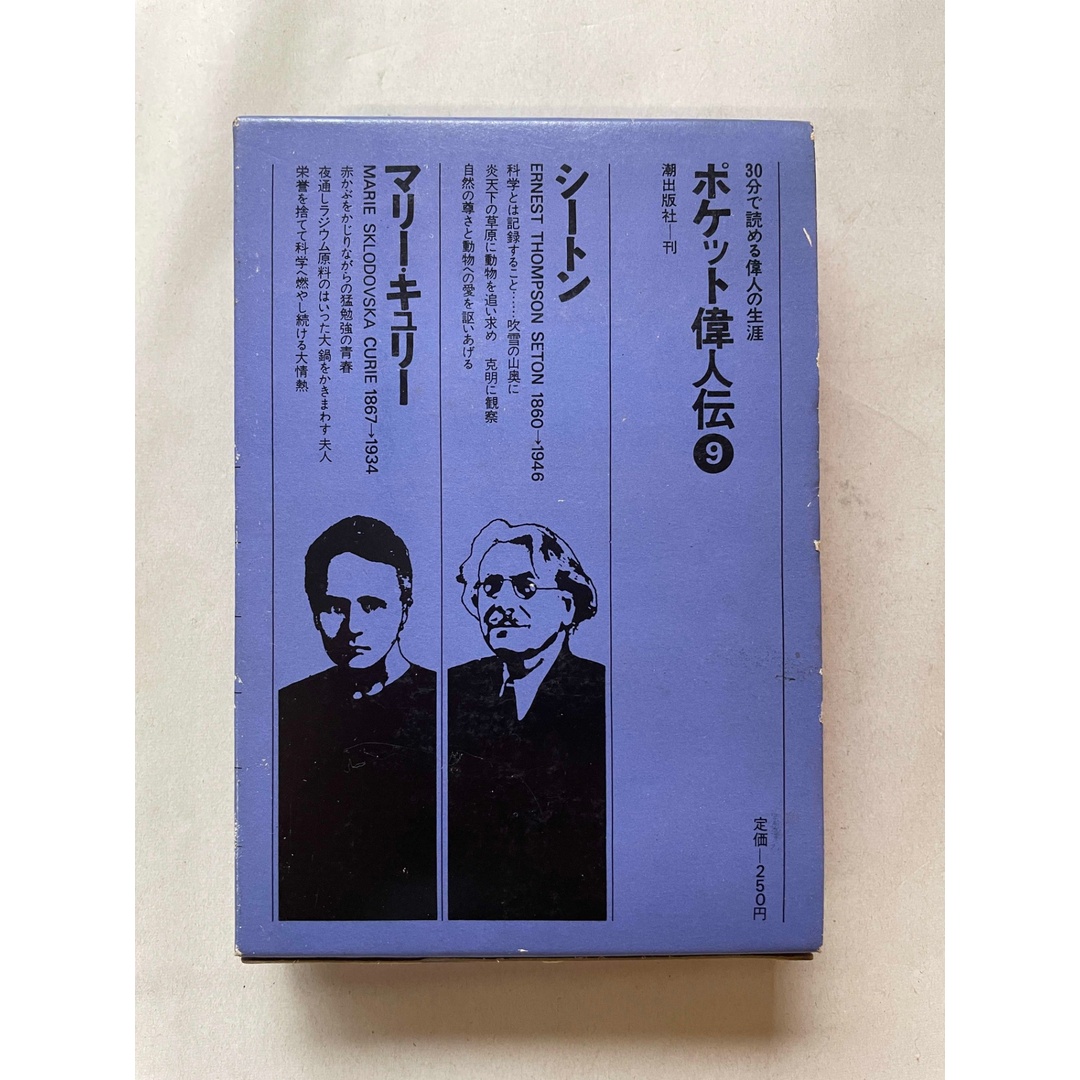 30分で読める偉人の生涯
ポケット偉人伝9
潮出版社—刊
定価—250円
シートン
ERNEST THOMPSON SETON 1860→1946
科学とは記録すること……吹雪の山奥に
炎天下の草原に動物を追い求め　克明に観察
自然の尊さと動物への愛を謳いあげる
マリー・キュリー
MARIE SKLODOVSKA CURIE 1867→1934
赤かぶをかじりながらの猛勉強の青春
夜通しラジウム原料のはいった大鍋をかきまわす夫人
栄誉を捨てて科学へ燃やし続ける大情熱